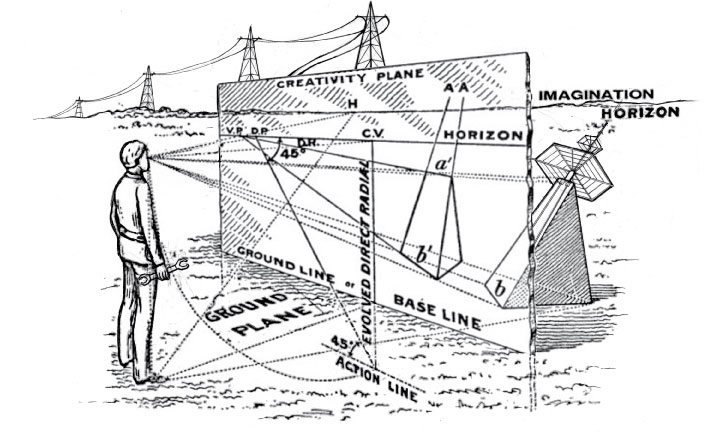 CREATIVITY PLANE
A A
IMAGINATION
HORIZON
H
V.P. D.P.
D.H.
C.V.
HORIZON
45°
a'
EVOLVED DIRECT RADIAL
b'
b
GROUND LINE or BASE LINE
GROUND
PLANE
45°
ACTION LINE